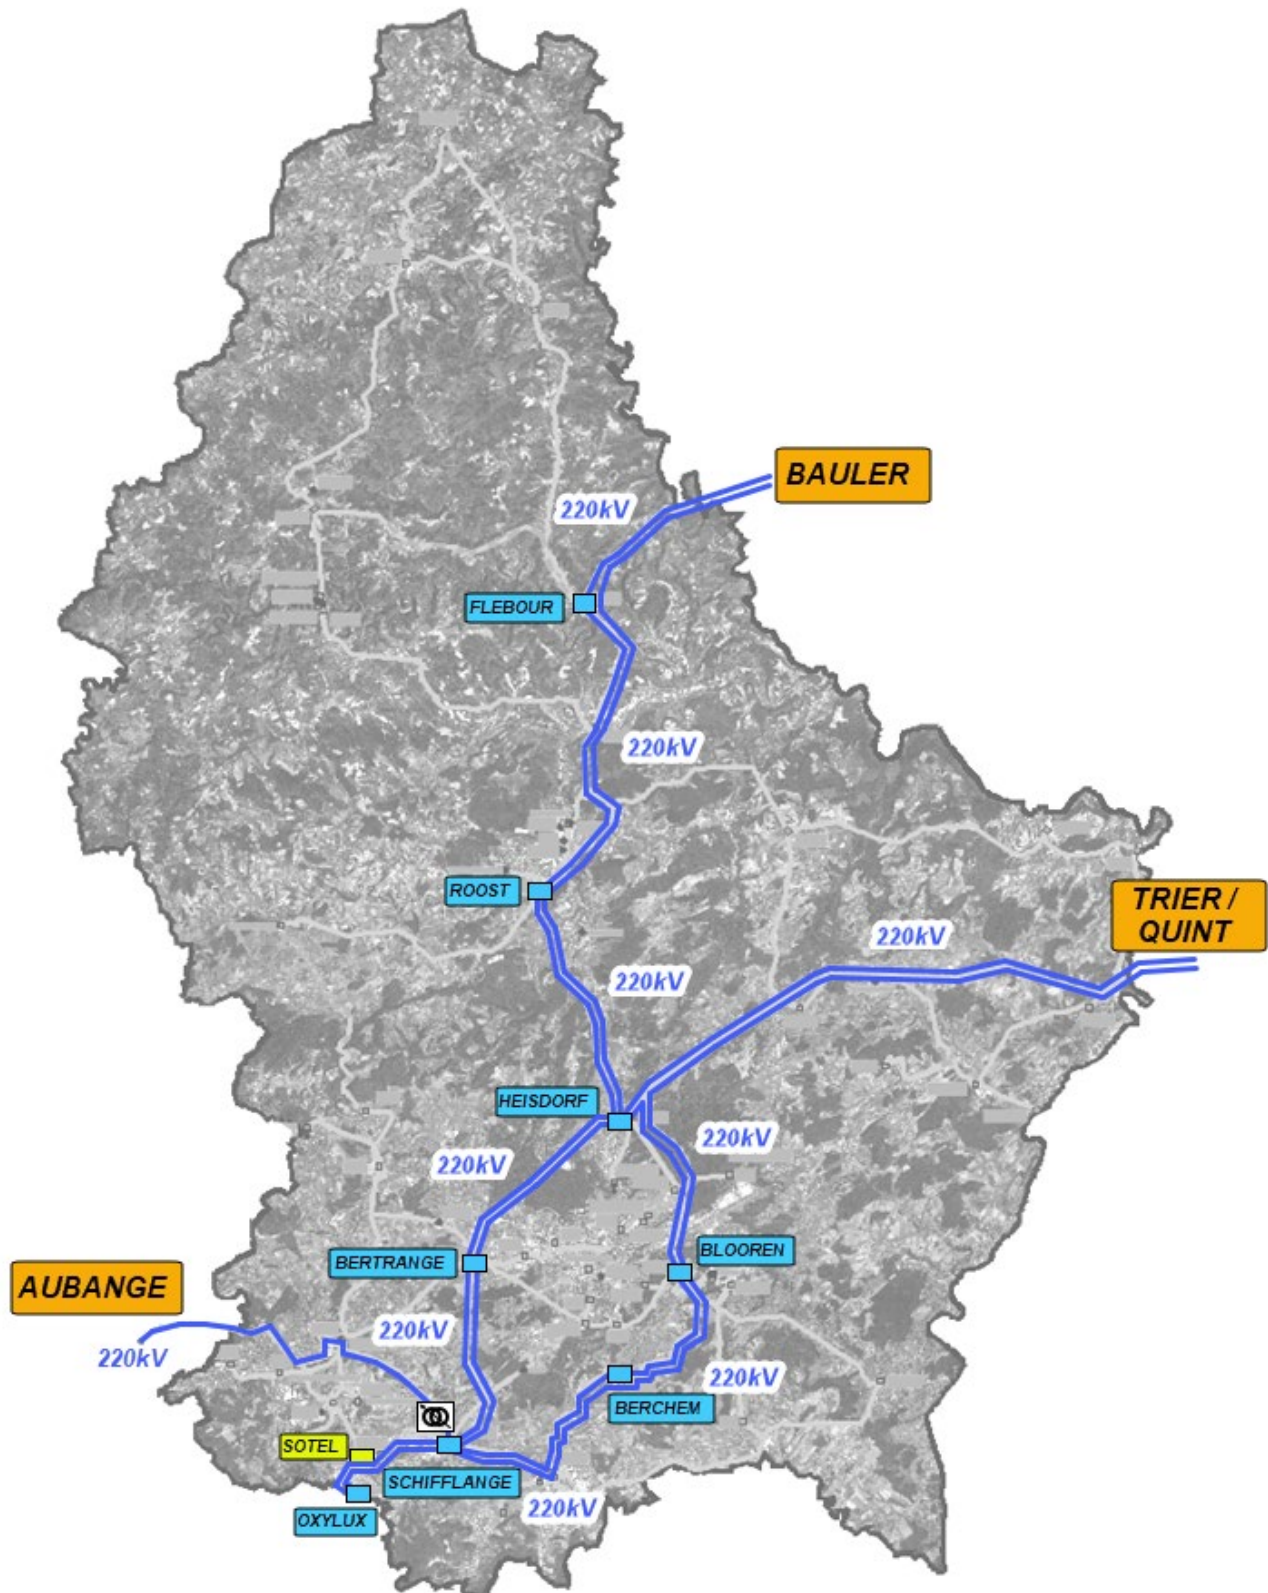 BAULER
220kV
FLEBOUR
220kV
ROOST
TRIER /
QUINT
220kV
220kV
HEISDORF
220kV
220kV
BLOOREN
BERTRANGE
AUBANGE
220kV
220kV
220kV
BERCHEM
SOTEL
SCHIFFLANGE
220kV
OXYLUX